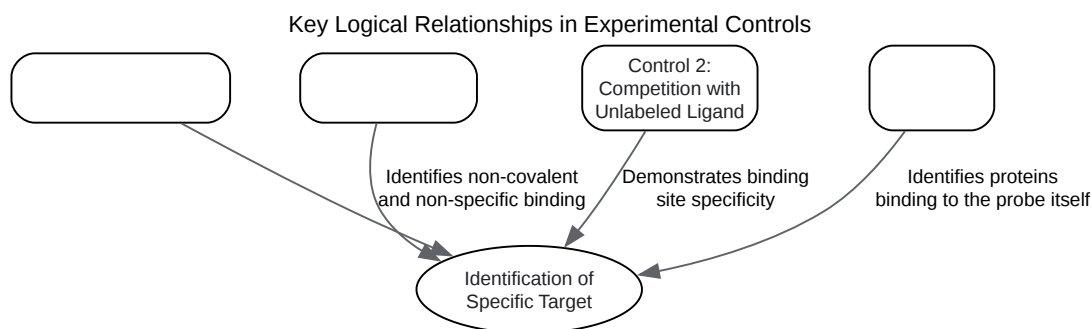 Key Logical Relationships in Experimental Controls
Control 2:
Competition with
Unlabeled Ligand
Identifies non-covalent
and non-specific binding
Demonstrates binding
site specificity
Identifies proteins
binding to the probe itself
Identification of
Specific Target